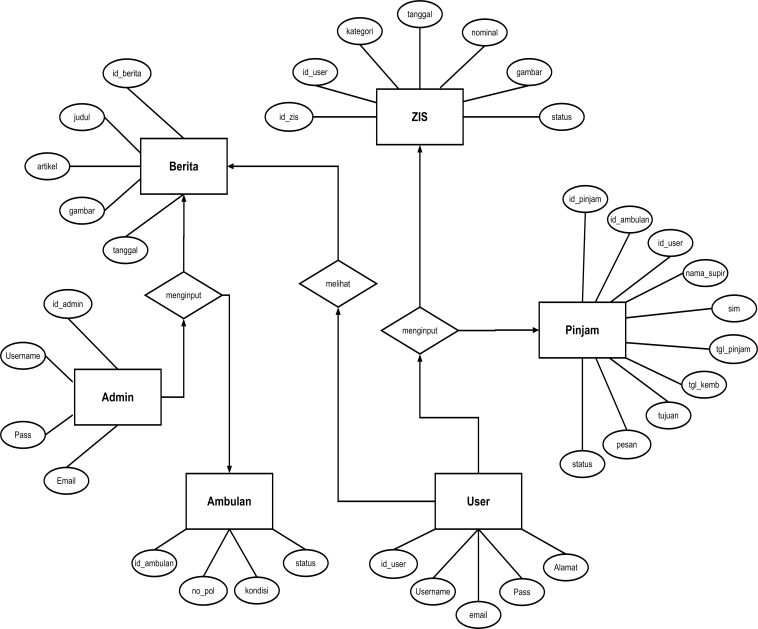 tanggal
kategori
nominal
id_user
gambar
id_zis
ZIS
status
id_berita
judul
artikel
Berita
gambar
tanggal
id_pinjam
id_ambulan
id_user
nama_supir
sim
Pinjam
tgl_pinjam
tgl_kemb
tujuan
pesan
status
melihat
menginput
menginput
id_admin
Username
Admin
Pass
Email
Ambulan
id_ambulan
no_pol
kondisi
status
User
id_user
Username
email
Pass
Alamat